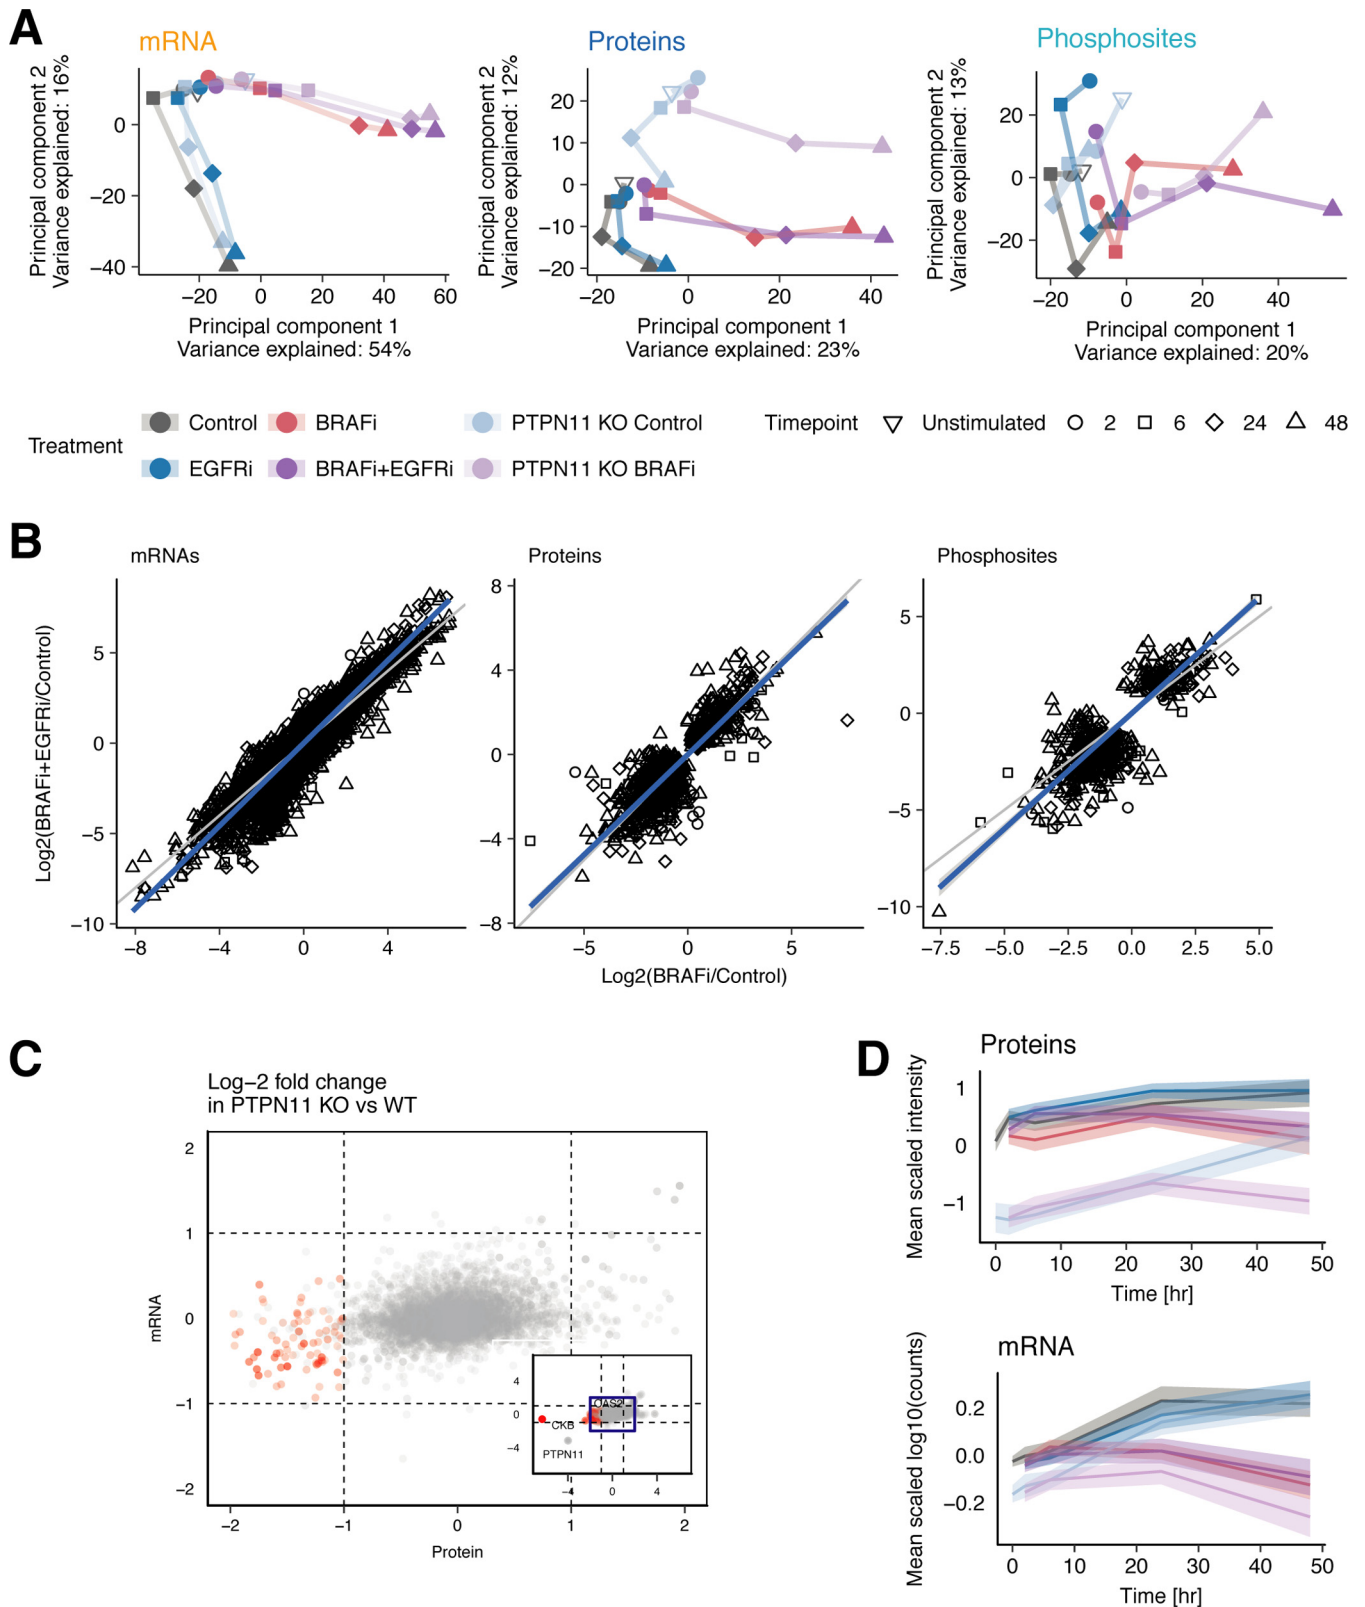 A
mRNA
Principal component 2
Variance explained: 16%
0
−20
−40
−20 0 20 40 60
Principal component 1
Variance explained: 54%
Proteins
Principal component 2
Variance explained: 12%
20
10
0
−10
−20
−20 0 20 40
Principal component 1
Variance explained: 23%
Phosphosites
Principal component 2
Variance explained: 13%
20
0
−20
−20 0 20 40
Principal component 1
Variance explained: 20%
Treatment
Control BRAFi PTPN11 KO Control
EGFRi BRAFi+EGFRi PTPN11 KO BRAFi
Timepoint Unstimulated 2 6 24 48
B
mRNAs
Log2(BRAFi+EGFRi/Control)
5
0
−5
−10
−8 −4 0 4
Proteins
8
4
0
−4
−8
−5 0 5
Log2(BRAFi/Control)
Phosphosites
5
0
−5
−10
−7.5 −5.0 −2.5 0.0 2.5 5.0
C
Log−2 fold change
in PTPN11 KO vs WT
mRNA
2
1
0
−1
−2
−2 −1 0 1 2
Protein
4
0
−4
OAS2
CKB
PTPN11
−4 0 4
D
Proteins
Mean scaled intensity
1
0
−1
0 10 20 30 40 50
Time [hr]
mRNA
Mean scaled log10(counts)
0.2
0.0
−0.2
0 10 20 30 40 50
Time [hr]